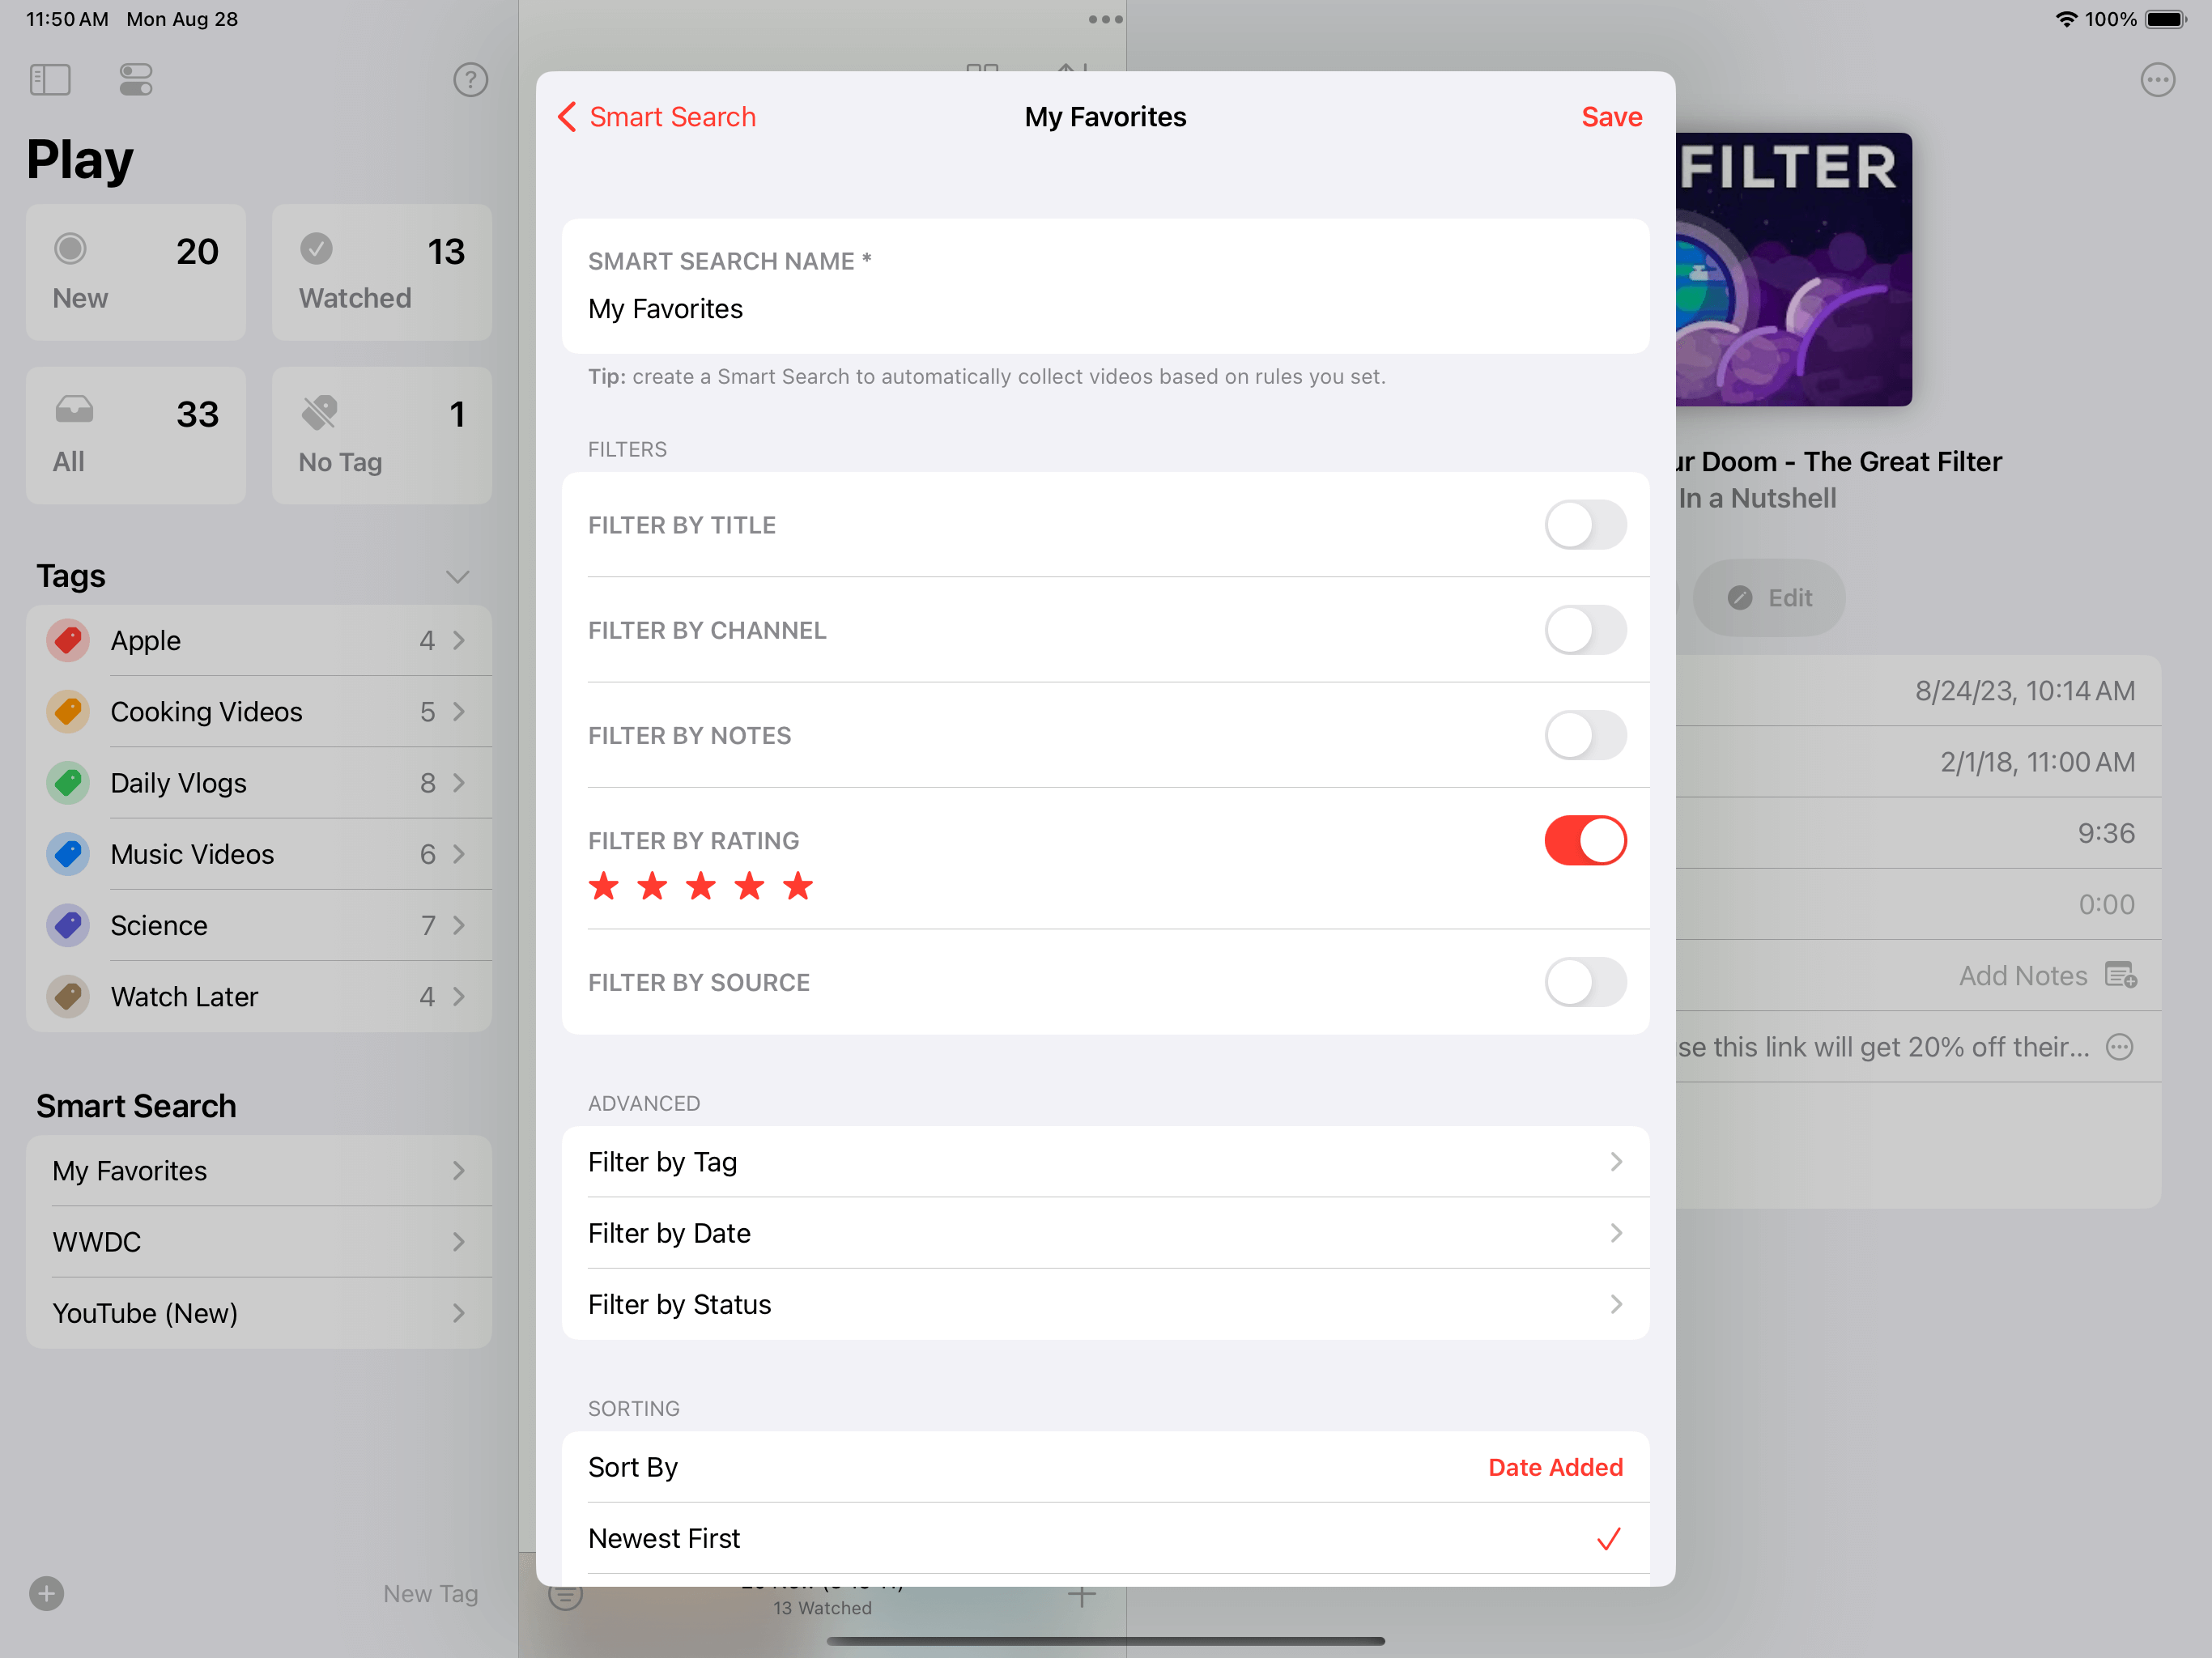 11:50 AM Mon Aug 28
100%
Play
20
New
13
Watched
33
All
1
No Tag
Tags
Apple 4
Cooking Videos 5
Daily Vlogs 8
Music Videos 6
Science 7
Watch Later 4
Smart Search
My Favorites
WWDC
YouTube (New)
New Tag
Smart Search
My Favorites
Save
SMART SEARCH NAME *
My Favorites
Tip: create a Smart Search to automatically collect videos based on rules you set.
FILTERS
FILTER BY TITLE
FILTER BY CHANNEL
FILTER BY NOTES
FILTER BY RATING
FILTER BY SOURCE
ADVANCED
Filter by Tag
Filter by Date
Filter by Status
SORTING
Sort By Date Added
Newest First
13 Watched
FILTER
Doom - The Great Filter
In a Nutshell
Edit
8/24/23, 10:14 AM
2/1/18, 11:00 AM
9:36
0:00
Add Notes
this link will get 20% off their...